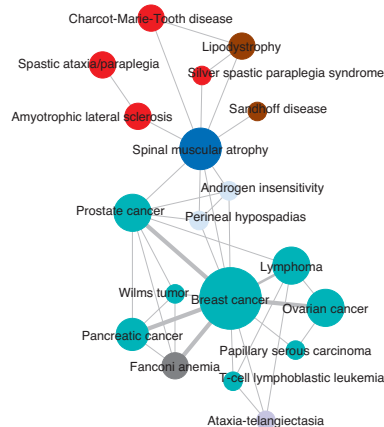 Charcot-Marie-Tooth disease
Lipodystrophy
Spastic ataxia/paraplegia
Silver spastic paraplegia syndrome
Sandhoff disease
Amyotrophic lateral sclerosis
Spinal muscular atrophy
Androgen insensitivity
Prostate cancer
Perineal hypospadias
Lymphoma
Wilms tumor
Breast cancer
Ovarian cancer
Pancreatic cancer
Papillary serous carcinoma
Fanconi anemia
T-cell lymphoblastic leukemia
Ataxia-telangiectasia